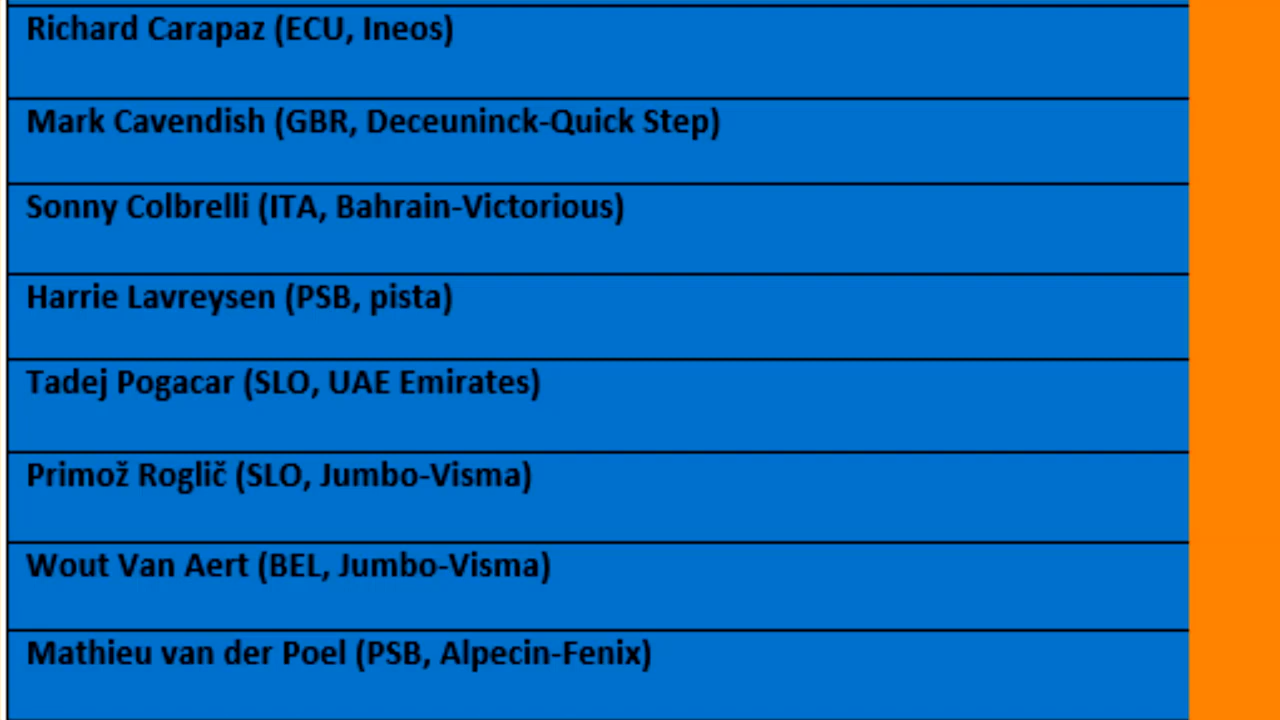 Richard Carapaz (ECU, Ineos)
Mark Cavendish (GBR, Deceuninck-Quick Step)
Sonny Colbrelli (ITA, Bahrain-Victorious)
Harrie Lavreysen (PSB, pista)
Tadej Pogacar (SLO, UAE Emirates)
Primož Roglič (SLO, Jumbo-Visma)
Wout Van Aert (BEL, Jumbo-Visma)
Mathieu van der Poel (PSB, Alpecin-Fenix)